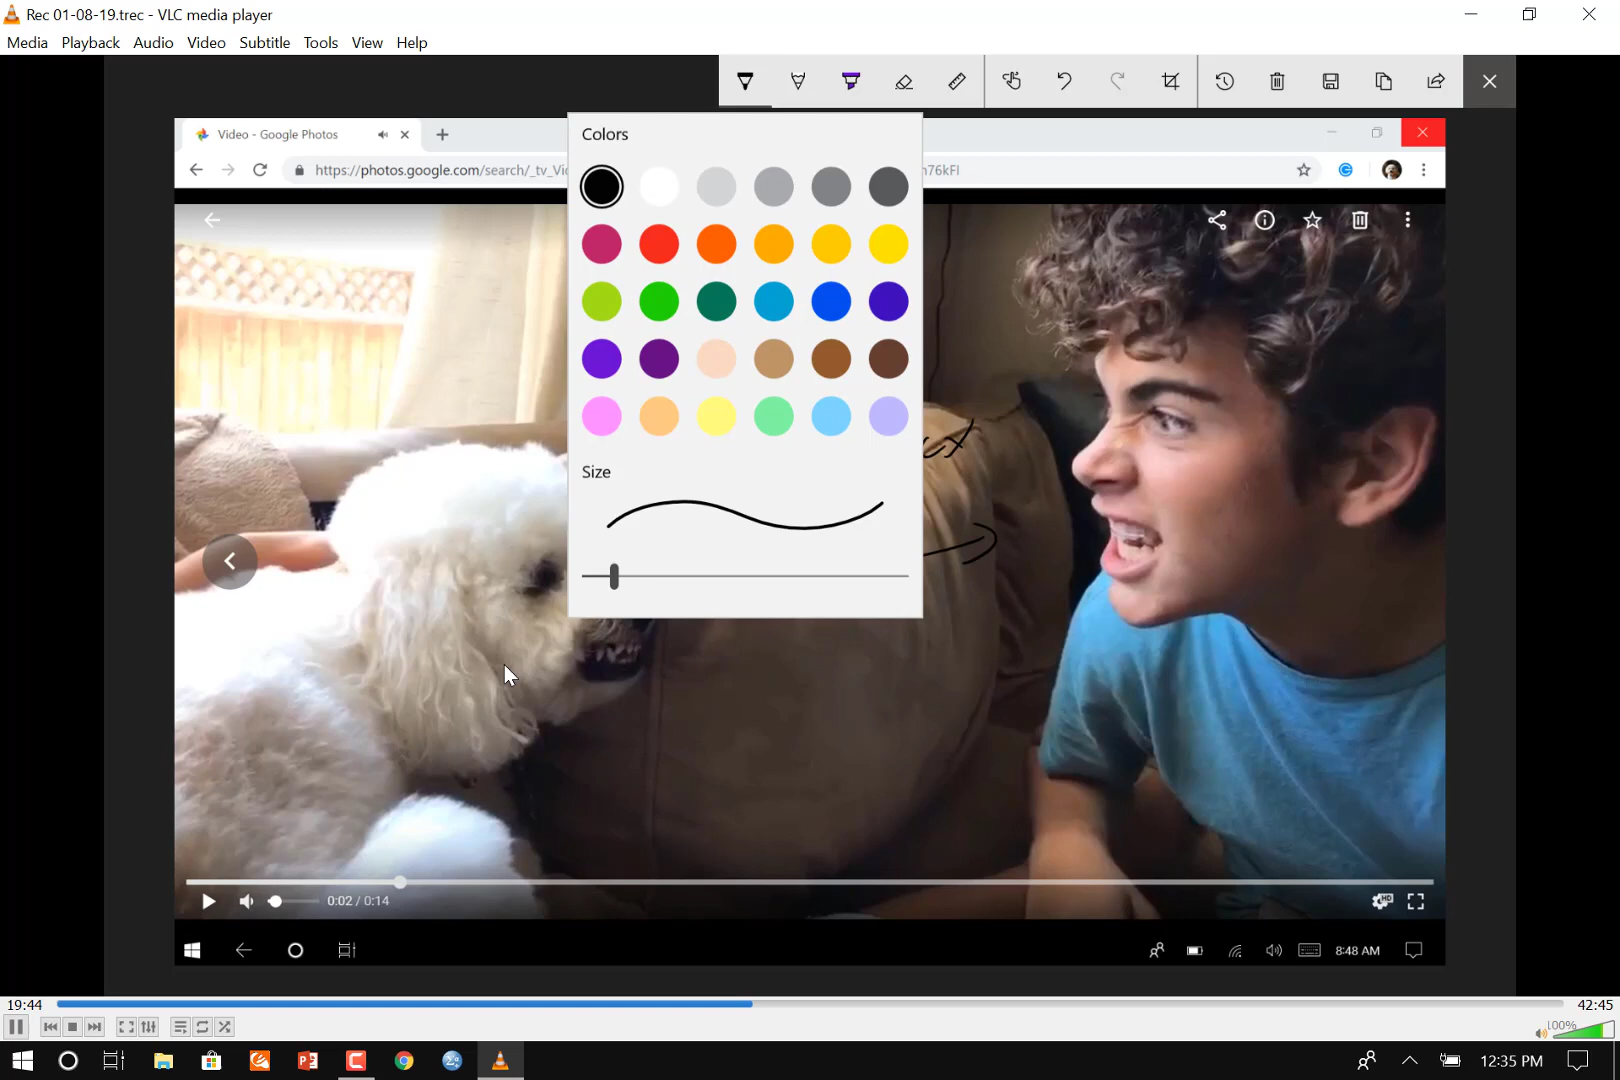 Rec 01-08-19.trec - VLC media player
Media Playback Audio Video Subtitle Tools View Help
Video - Google Photos
Colors
https://photos.google.com/search/_tv_Vi
76kFI
Size
0:02 / 0:14
HD
8:48 AM
19:44
42:45
100%
12:35 PM